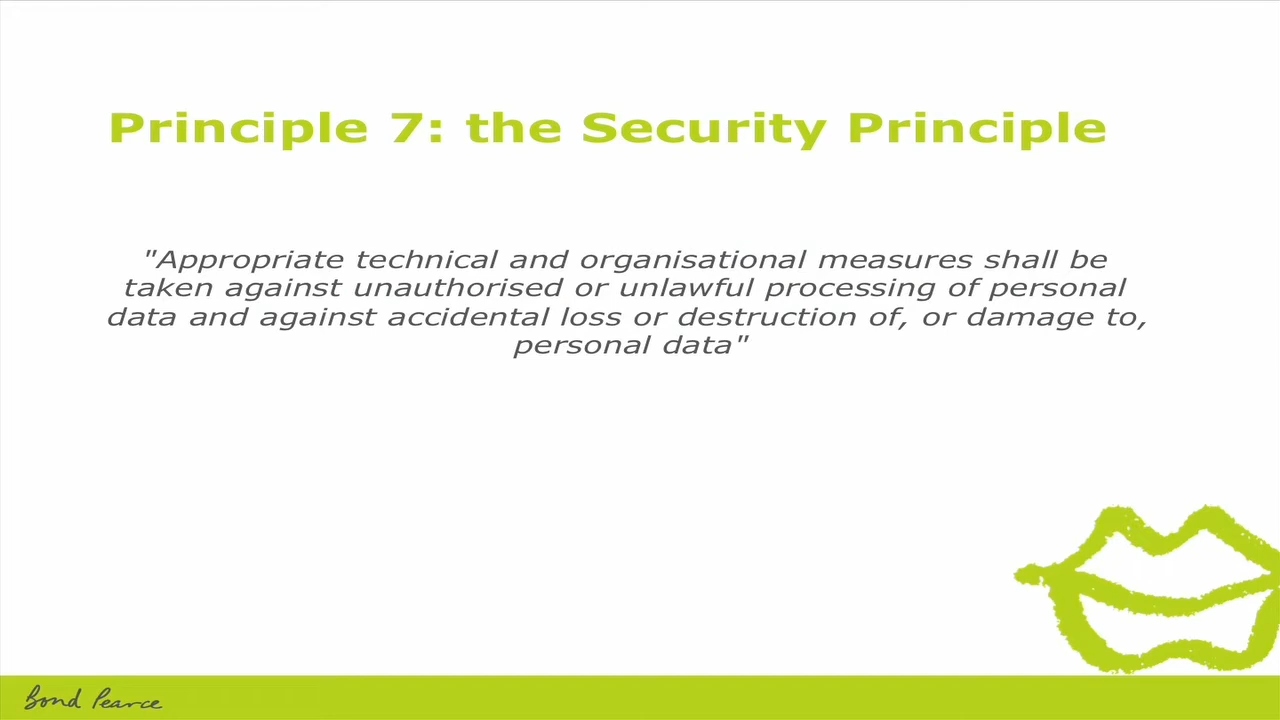 Principle 7: the Security Principle
"Appropriate technical and organisational measures shall be
taken against unauthorised or unlawful processing of personal
data and against accidental loss or destruction of, or damage to,
personal data"
Bond Pearce